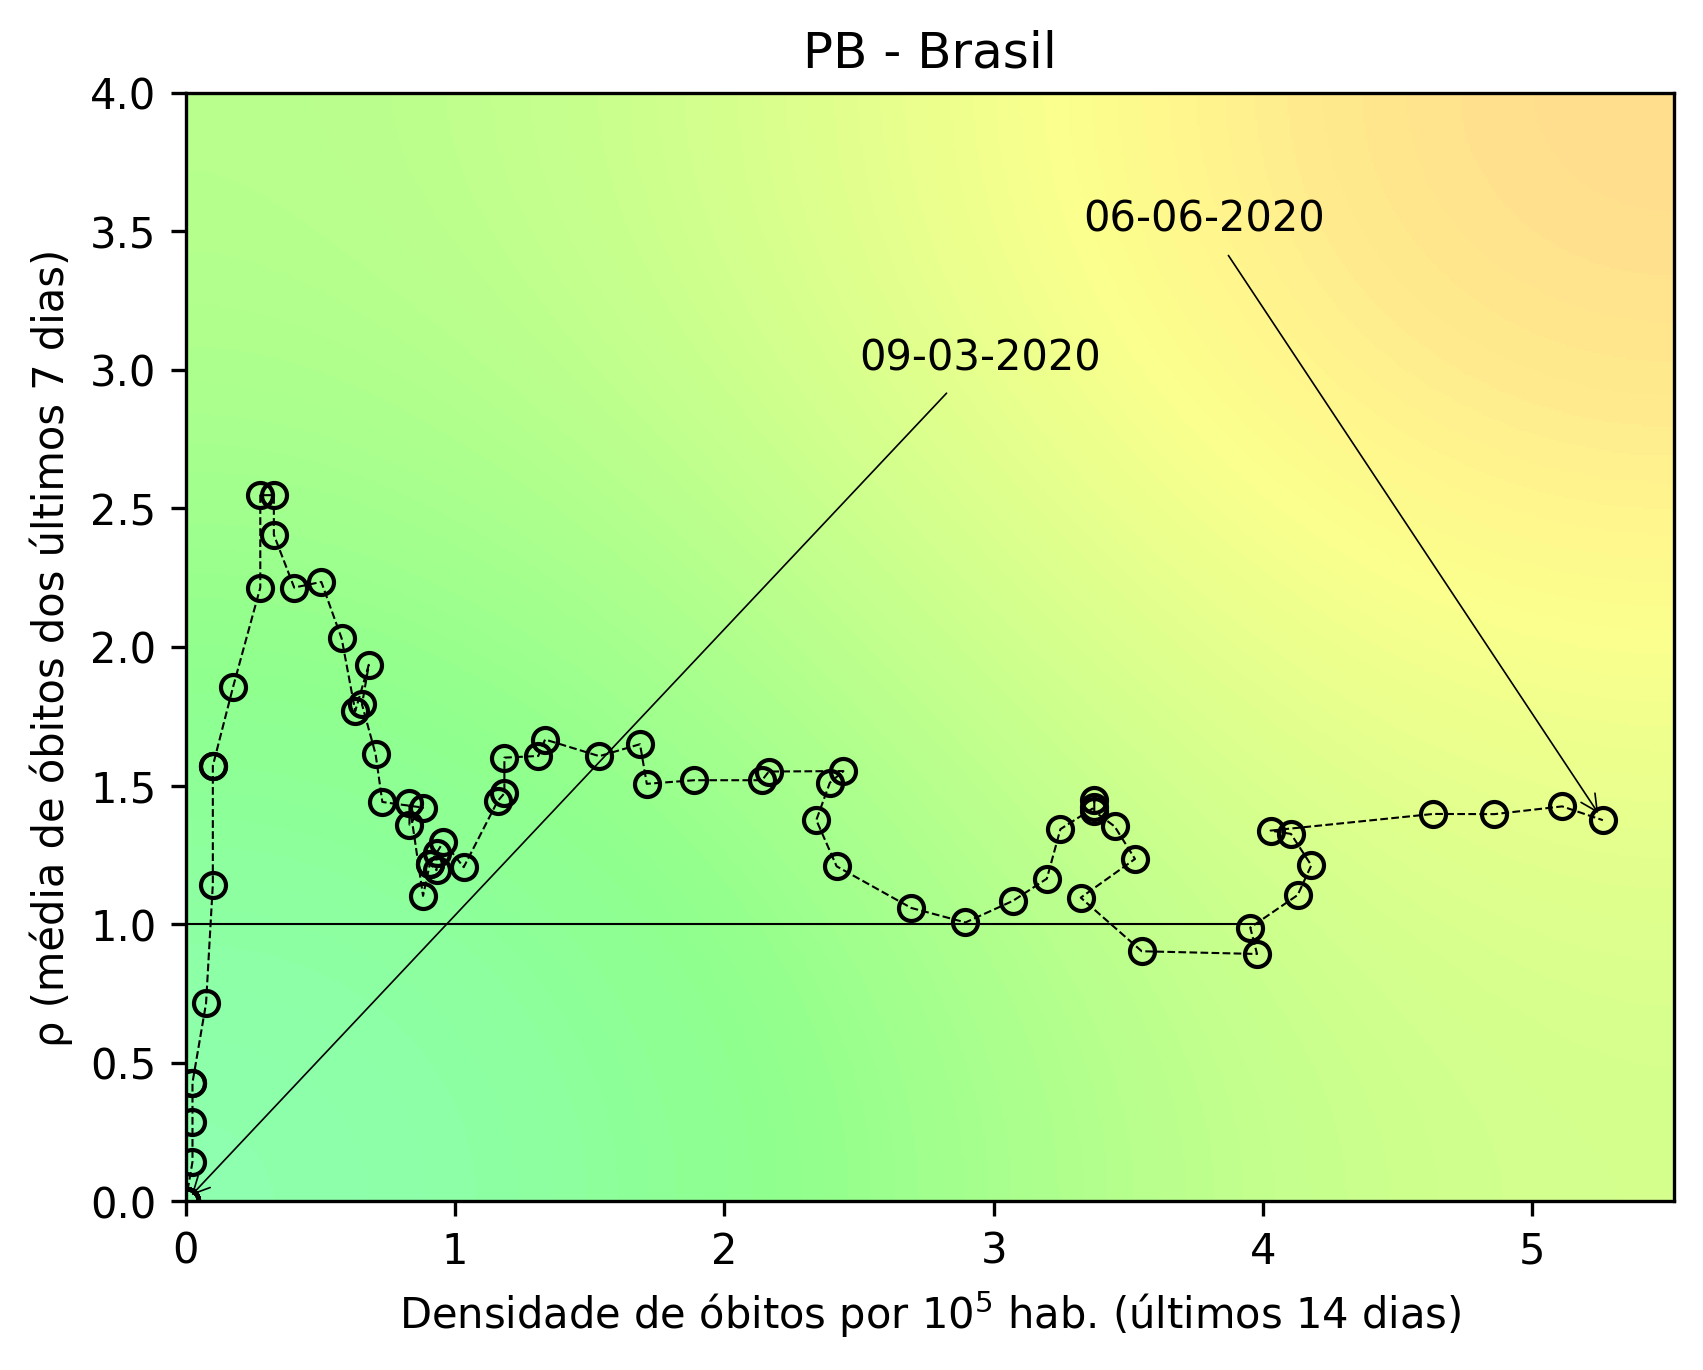 PB - Brasil
4.0
3.5
3.0
2.5
2.0
1.5
1.0
0.5
0.0
ρ (média de óbitos dos últimos 7 dias)
06-06-2020
09-03-2020
0 1 2 3 4 5
Densidade de óbitos por 10⁵ hab. (últimos 14 dias)